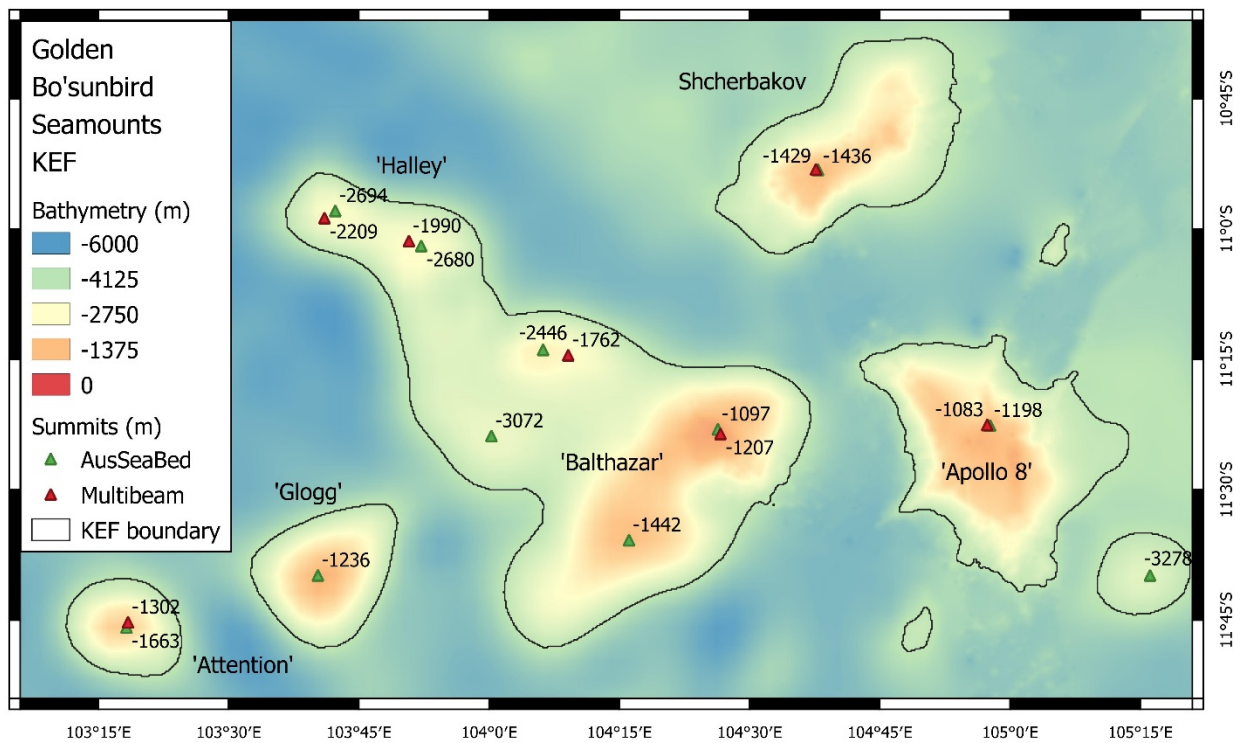 Golden
Bo'sunbird
Seamounts
KEF
Bathymetry (m)
-6000
-4125
-2750
-1375
0
Summits (m)
AusSeaBed
Multibeam
KEF boundary
Shcherbakov
-1429 -1436
'Halley'
-2694
-2209
-1990
-2680
-2446 -1762
-3072
-1097
-1207
'Balthazar'
-1442
-1083 -1198
'Apollo 8'
'Glogg'
-1236
-3278
-1302
-1663
'Attention'
10°45'S
11°0'S
11°15'S
11°30'S
11°45'S
103°15'E 103°30'E 103°45'E 104°0'E 104°15'E 104°30'E 104°45'E 105°0'E 105°15'E